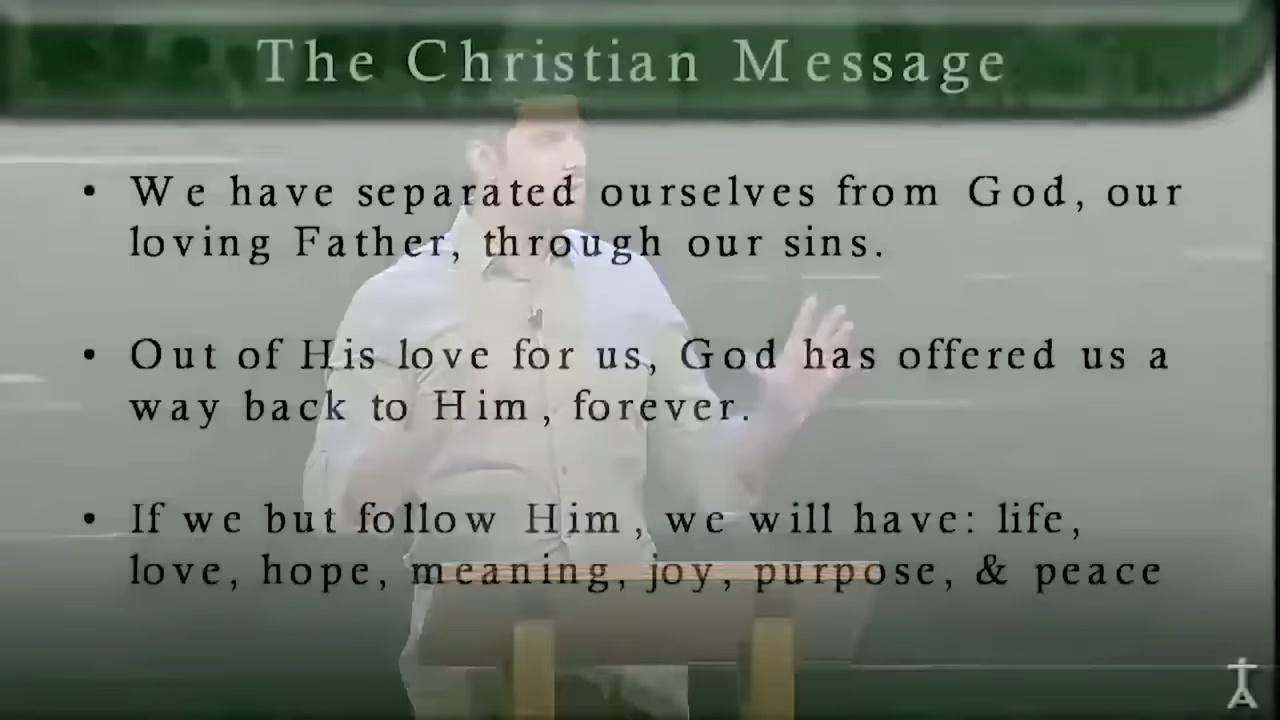 The Christian Message
• We have separated ourselves from God, our
loving Father, through our sins.
• Out of His love for us, God has offered us a
way back to Him, forever.
• If we but follow Him, we will have: life,
love, hope, meaning, joy, purpose, & peace